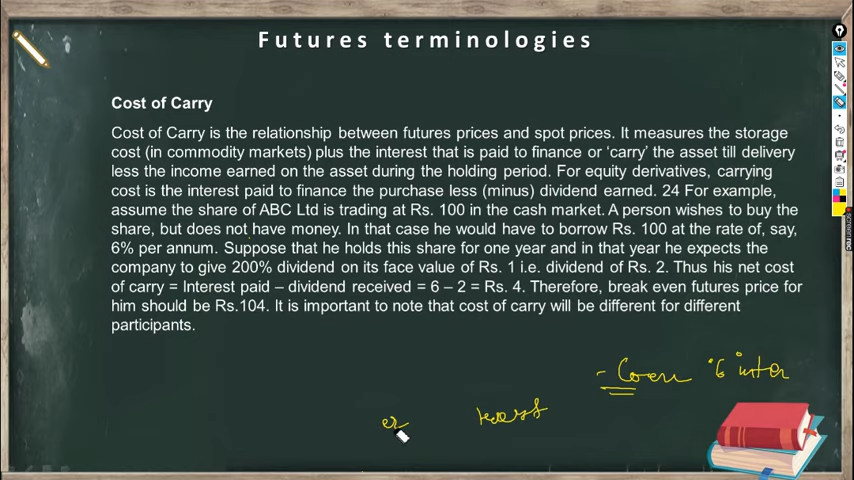 Futures terminologies
Cost of Carry
Cost of Carry is the relationship between futures prices and spot prices. It measures the storage
cost (in commodity markets) plus the interest that is paid to finance or ‘carry’ the asset till delivery
less the income earned on the asset during the holding period. For equity derivatives, carrying
cost is the interest paid to finance the purchase less (minus) dividend earned. 24 For example,
assume the share of ABC Ltd is trading at Rs. 100 in the cash market. A person wishes to buy the
share, but does not have money. In that case he would have to borrow Rs. 100 at the rate of, say,
6% per annum. Suppose that he holds this share for one year and in that year he expects the
company to give 200% dividend on its face value of Rs. 1 i.e. dividend of Rs. 2. Thus his net cost
of carry = Interest paid – dividend received = 6 – 2 = Rs. 4. Therefore, break even futures price for
him should be Rs.104. It is important to note that cost of carry will be different for different
participants.